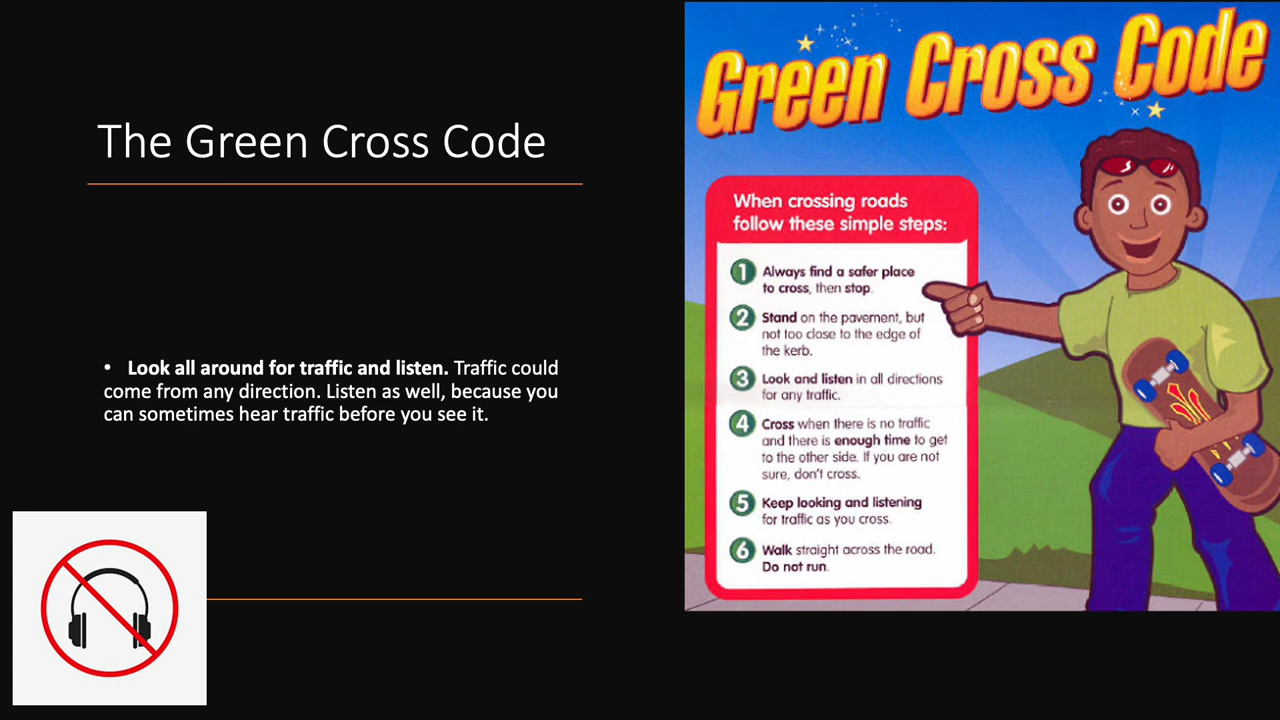 The Green Cross Code
• Look all around for traffic and listen. Traffic could
come from any direction. Listen as well, because you
can sometimes hear traffic before you see it.
Green Cross Code
When crossing roads
follow these simple steps:
1 Always find a safer place
to cross, then stop.
2 Stand on the pavement, but
not too close to the edge of
the kerb.
3 Look and listen in all directions
for any traffic.
4 Cross when there is no traffic
and there is enough time to get
to the other side. If you are not
sure, don't cross.
5 Keep looking and listening
for traffic as you cross.
6 Walk straight across the road.
Do not run.